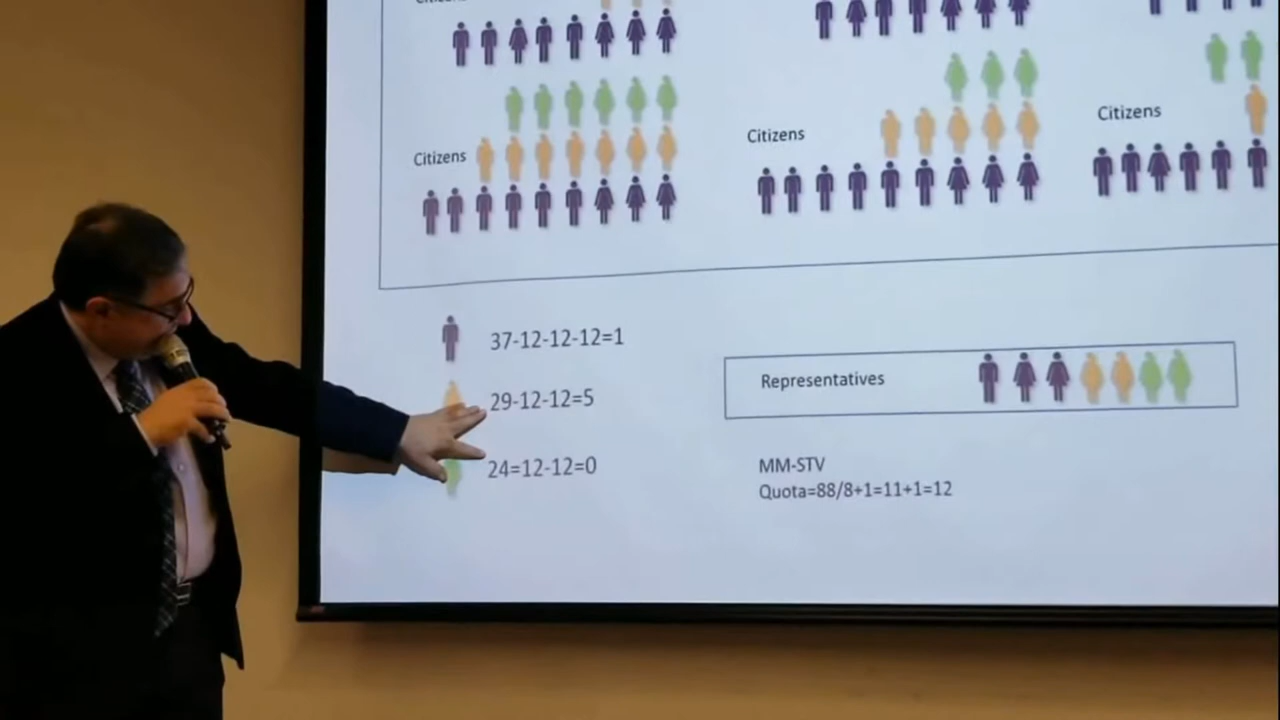 Citizens
Citizens
Citizens
Citizens
37-12-12-12=1
29-12-12=5
24=12-12=0
Representatives
MM-STV
Quota=88/8+1=11+1=12